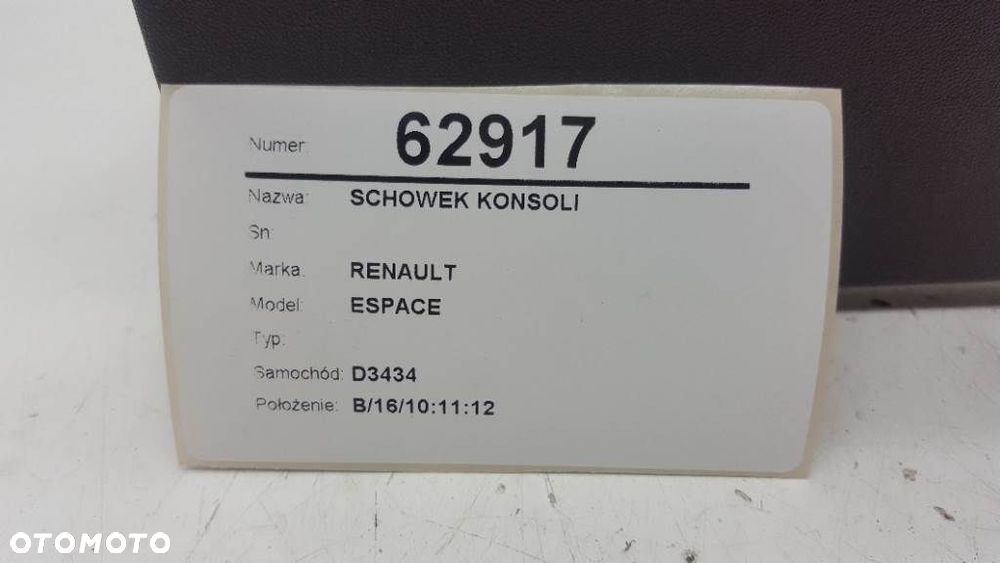 Numer: 62917
Nazwa: SCHOWEK KONSOLI
Sn:
Marka: RENAULT
Model: ESPACE
Typ:
Samochód: D3434
Położenie: B/16/10:11:12
OTOMOTO